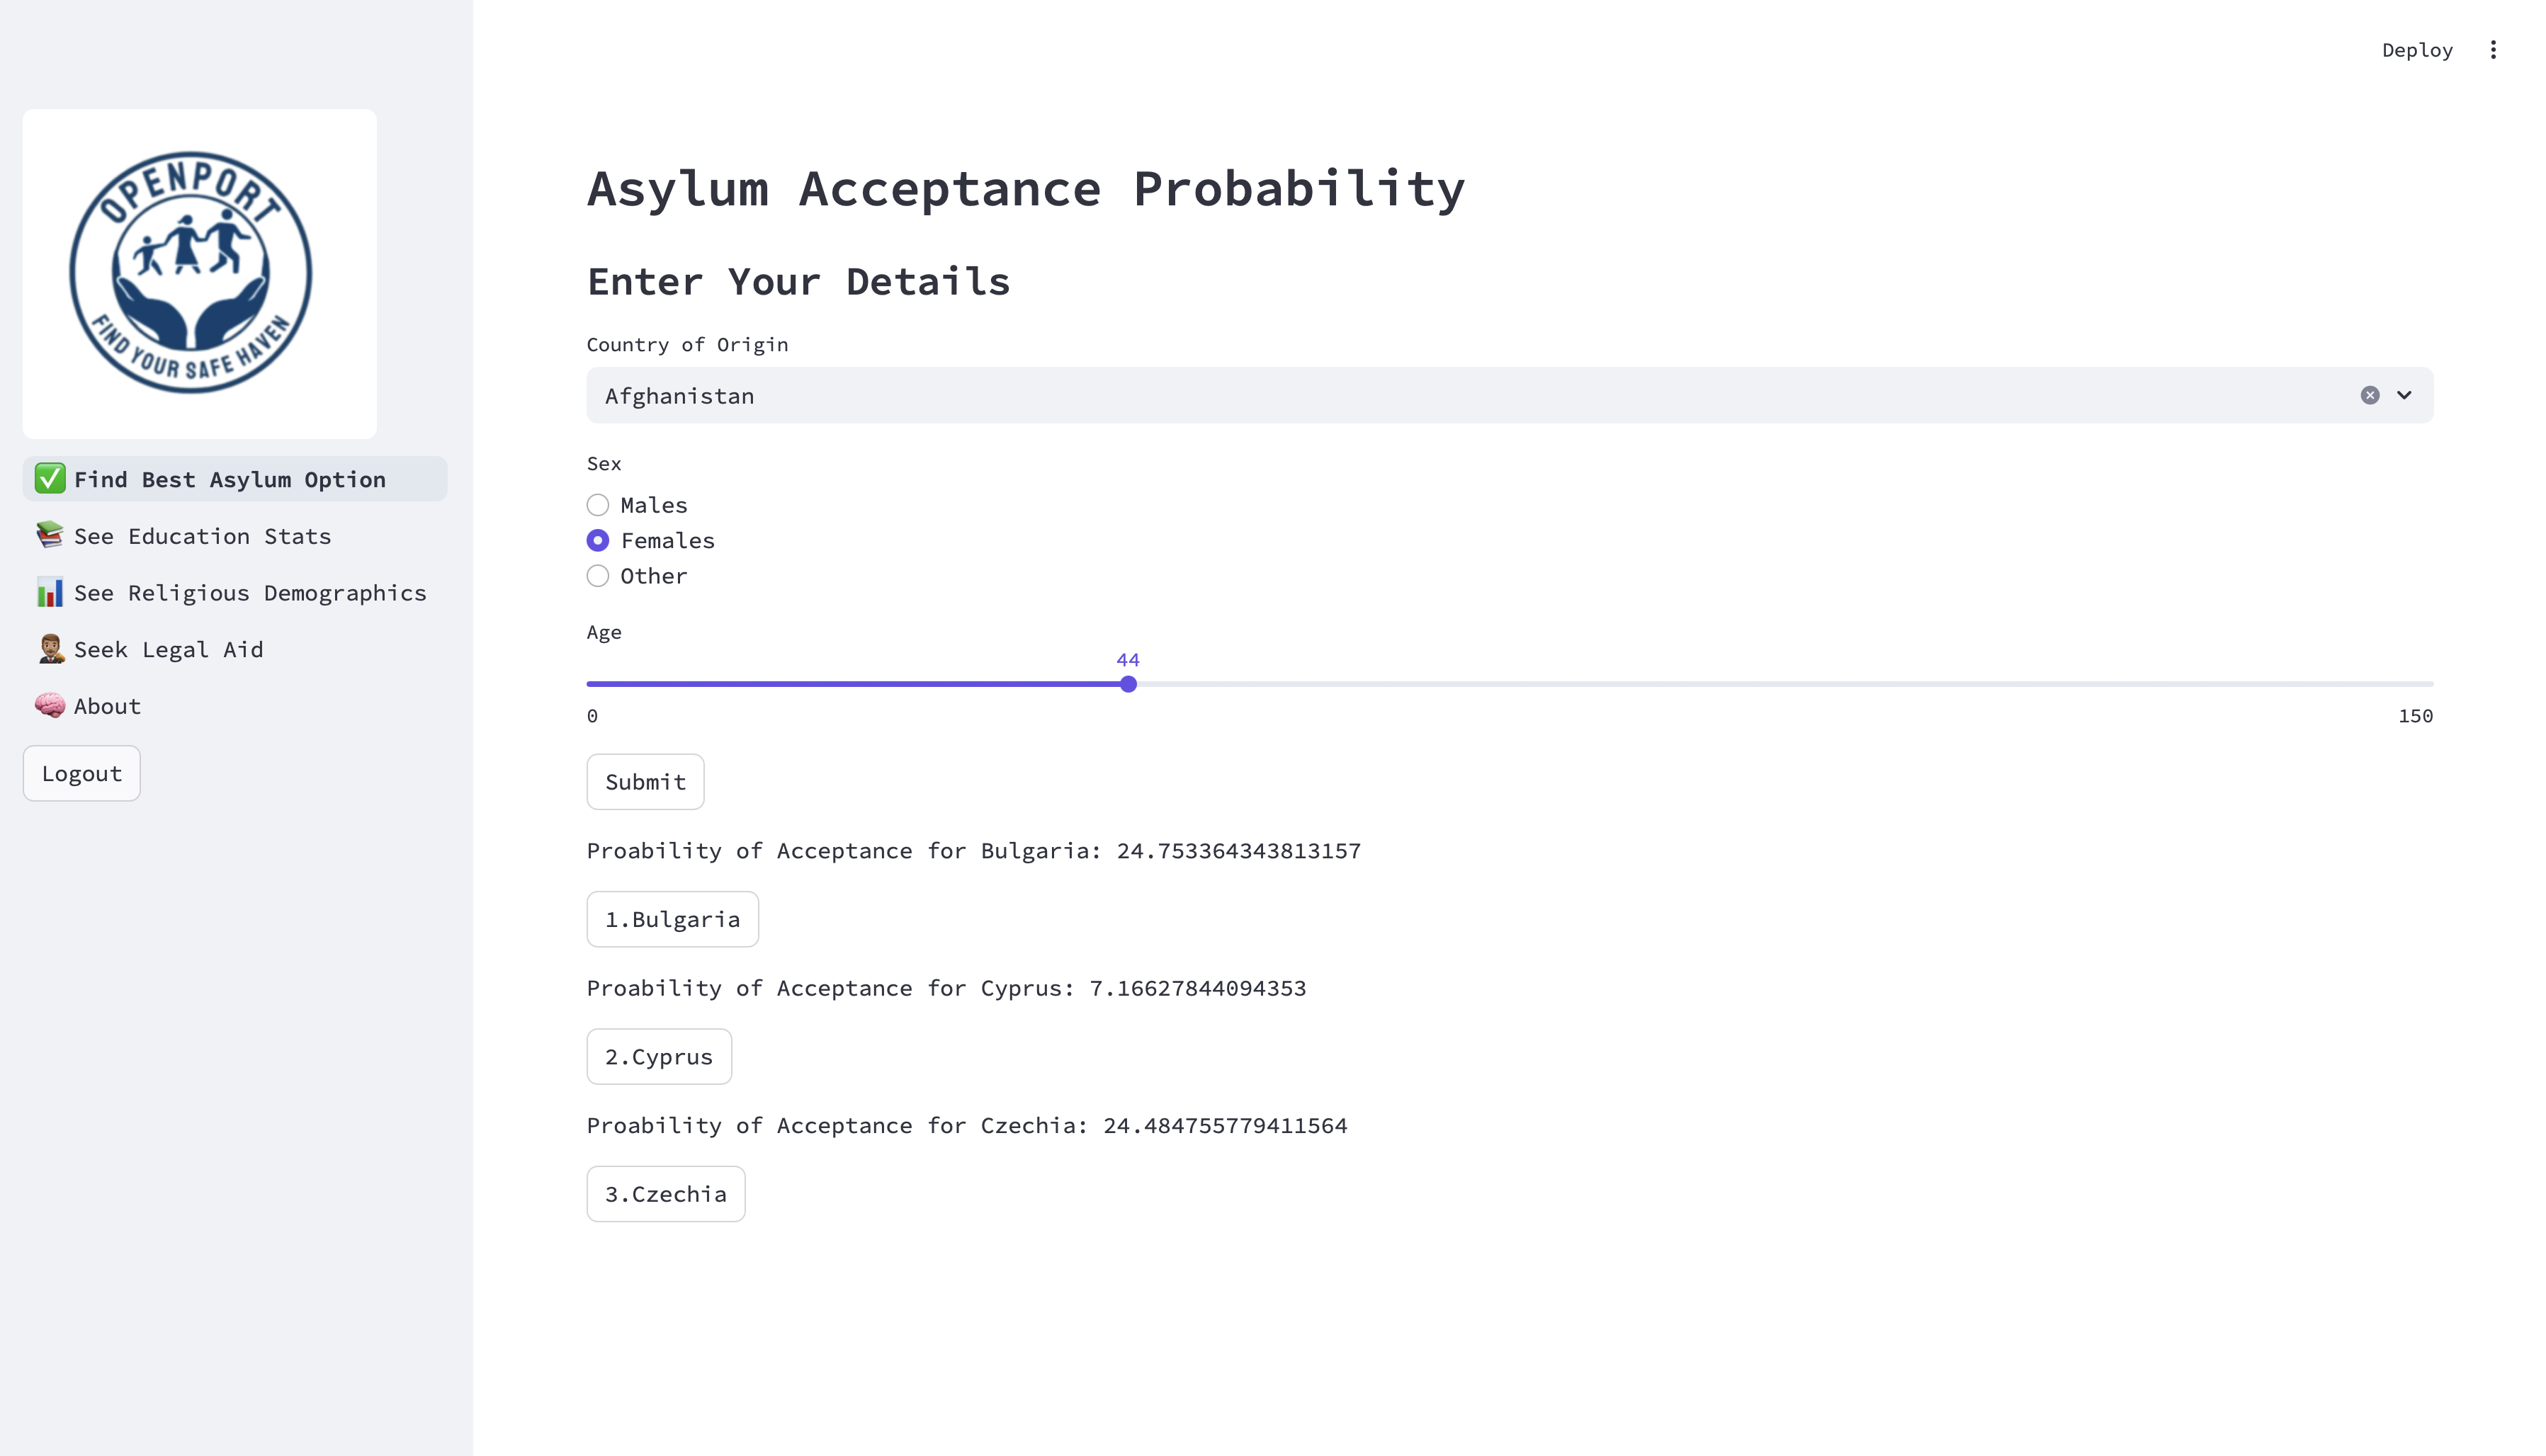 Deploy
OPENPORT
FIND YOUR SAFE HAVEN
Find Best Asylum Option
See Education Stats
See Religious Demographics
Seek Legal Aid
About
Logout
Asylum Acceptance Probability
Enter Your Details
Country of Origin
Afghanistan
Sex
Males
Females
Other
Age
44
0 150
Submit
Proability of Acceptance for Bulgaria: 24.753364343813157
1.Bulgaria
Proability of Acceptance for Cyprus: 7.16627844094353
2.Cyprus
Proability of Acceptance for Czechia: 24.484755779411564
3.Czechia